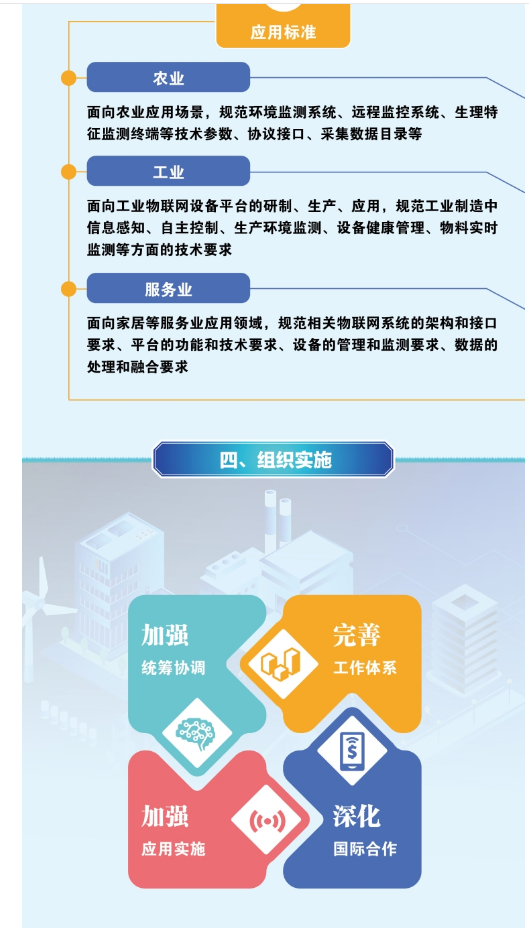 应用标准
农业
面向农业应用场景，规范环境监测系统、远程监控系统、生理特
征监测终端等技术参数、协议接口、采集数据目录等
工业
面向工业物联网设备平台的研制、生产、应用，规范工业制造中
信息感知、自主控制、生产环境监测、设备健康管理、物料实时
监测等方面的技术要求
服务业
面向家居等服务业应用领域，规范相关物联网系统的架构和接口
要求、平台的功能和技术要求、设备的管理和监测要求、数据的
处理和融合要求
四、组织实施
加强
统筹协调
完善
工作体系
加强
应用实施
深化
国际合作